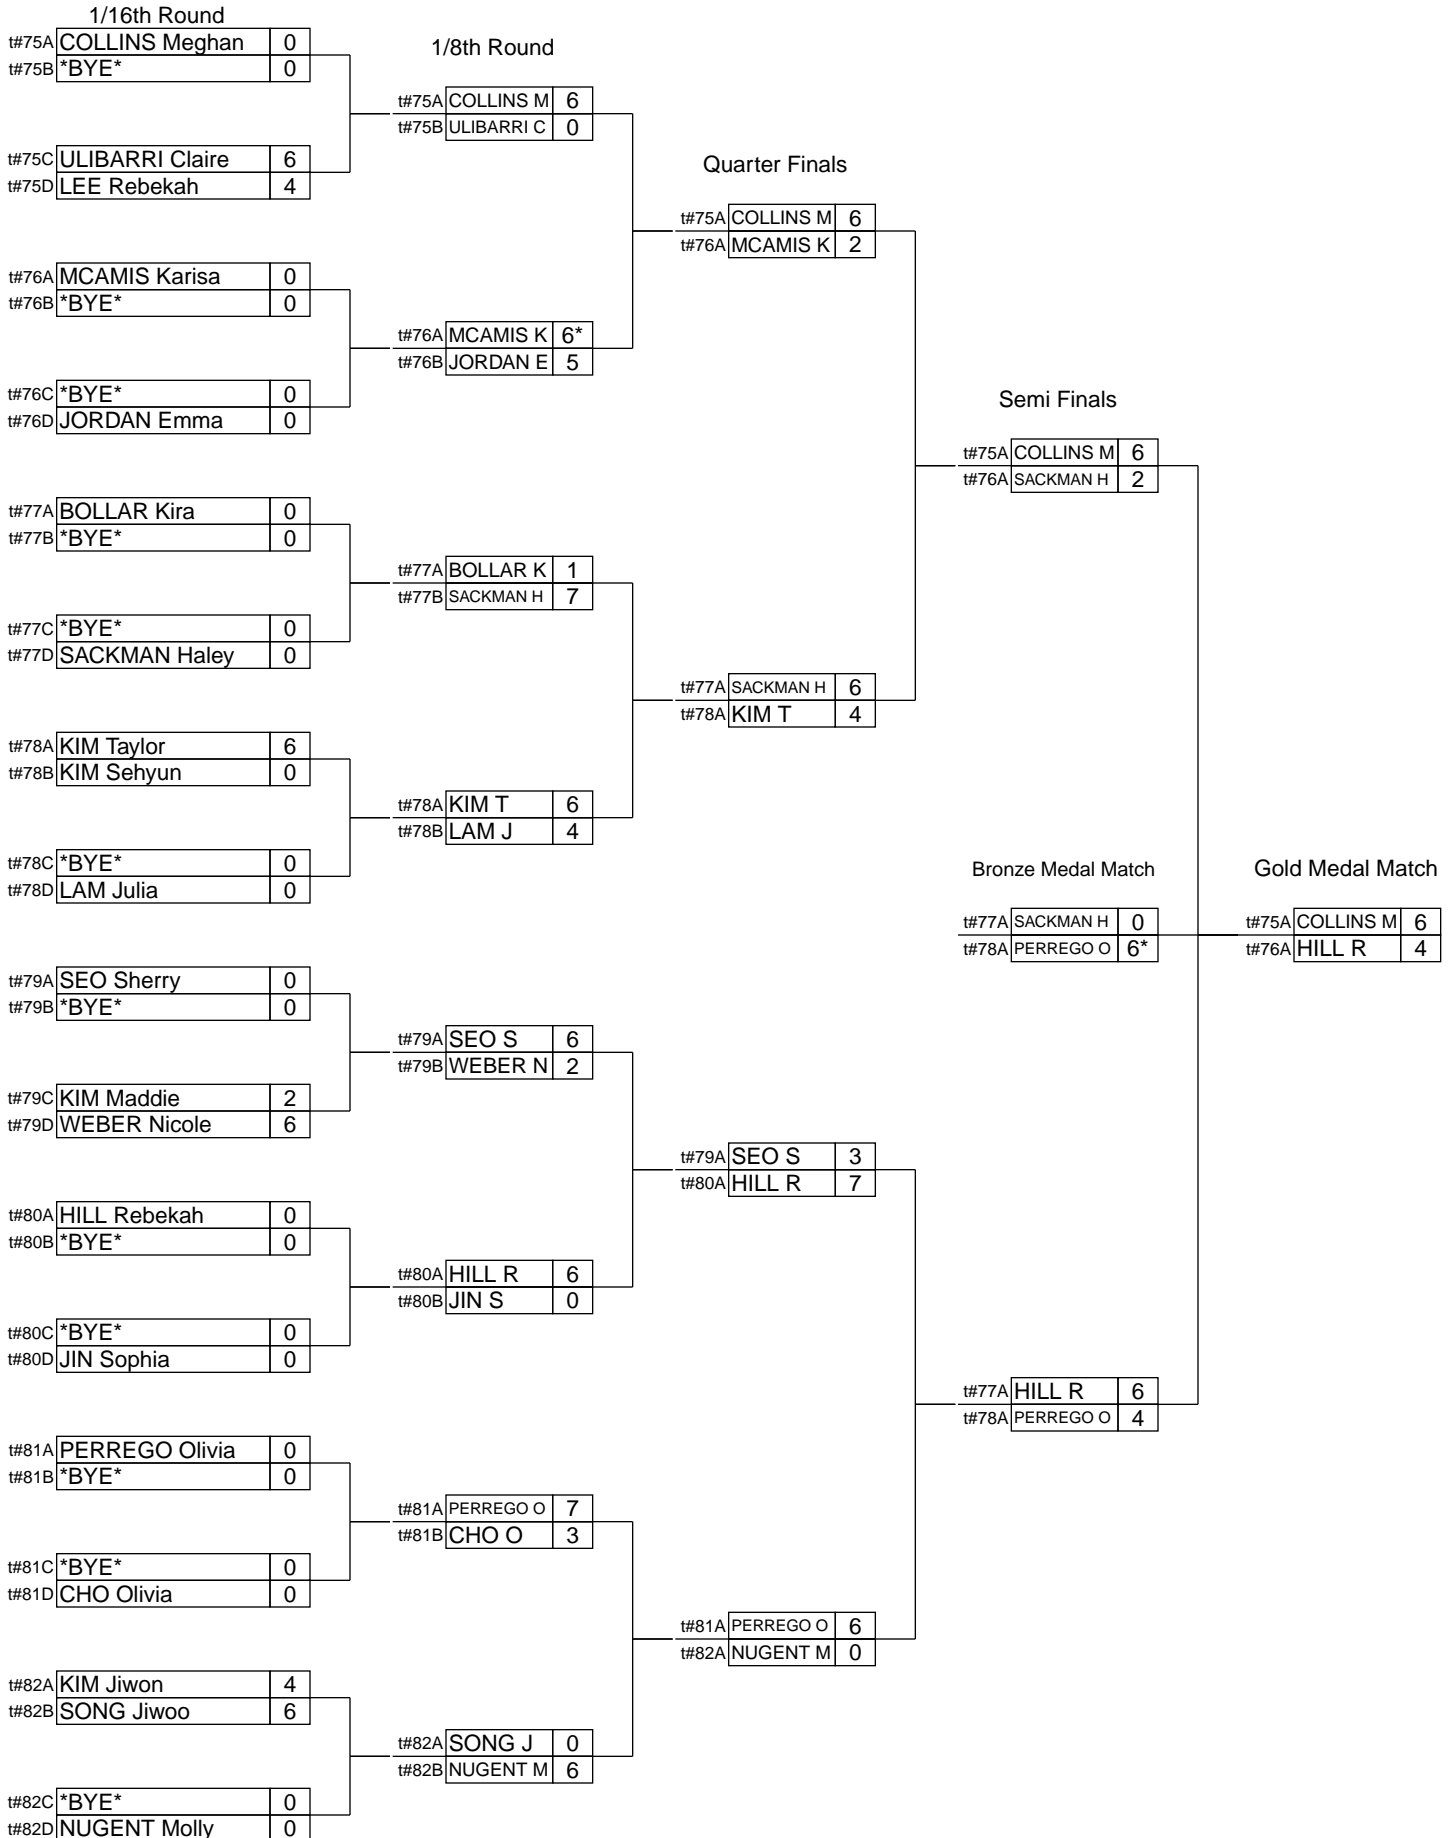 1/16th Round
t#75A COLLINS Meghan 0
t#75B *BYE* 0
t#75C ULIBARRI Claire 6
t#75D LEE Rebekah 4
t#76A MCAMIS Karisa 0
t#76B *BYE* 0
t#76C *BYE* 0
t#76D JORDAN Emma 0
t#77A BOLLAR Kira 0
t#77B *BYE* 0
t#77C *BYE* 0
t#77D SACKMAN Haley 0
t#78A KIM Taylor 6
t#78B KIM Sehyun 0
t#78C *BYE* 0
t#78D LAM Julia 0
t#79A SEO Sherry 0
t#79B *BYE* 0
t#79C KIM Maddie 2
t#79D WEBER Nicole 6
t#80A HILL Rebekah 0
t#80B *BYE* 0
t#80C *BYE* 0
t#80D JIN Sophia 0
t#81A PERREGO Olivia 0
t#81B *BYE* 0
t#81C *BYE* 0
t#81D CHO Olivia 0
t#82A KIM Jiwon 4
t#82B SONG Jiwoo 6
t#82C *BYE* 0
t#82D NUGENT Molly 0
1/8th Round
t#75A COLLINS M 6
t#75B ULIBARRI C 0
t#76A MCAMIS K 6*
t#76B JORDAN E 5
t#77A BOLLAR K 1
t#77B SACKMAN H 7
t#78A KIM T 6
t#78B LAM J 4
t#79A SEO S 6
t#79B WEBER N 2
t#80A HILL R 6
t#80B JIN S 0
t#81A PERREGO O 7
t#81B CHO O 3
t#82A SONG J 0
t#82B NUGENT M 6
Quarter Finals
t#75A COLLINS M 6
t#76A MCAMIS K 2
t#77A SACKMAN H 6
t#78A KIM T 4
t#79A SEO S 3
t#80A HILL R 7
t#81A PERREGO O 6
t#82A NUGENT M 0
Semi Finals
t#75A COLLINS M 6
t#76A SACKMAN H 2
t#77A HILL R 6
t#78A PERREGO O 4
Bronze Medal Match
t#77A SACKMAN H 0
t#78A PERREGO O 6*
Gold Medal Match
t#75A COLLINS M 6
t#76A HILL R 4